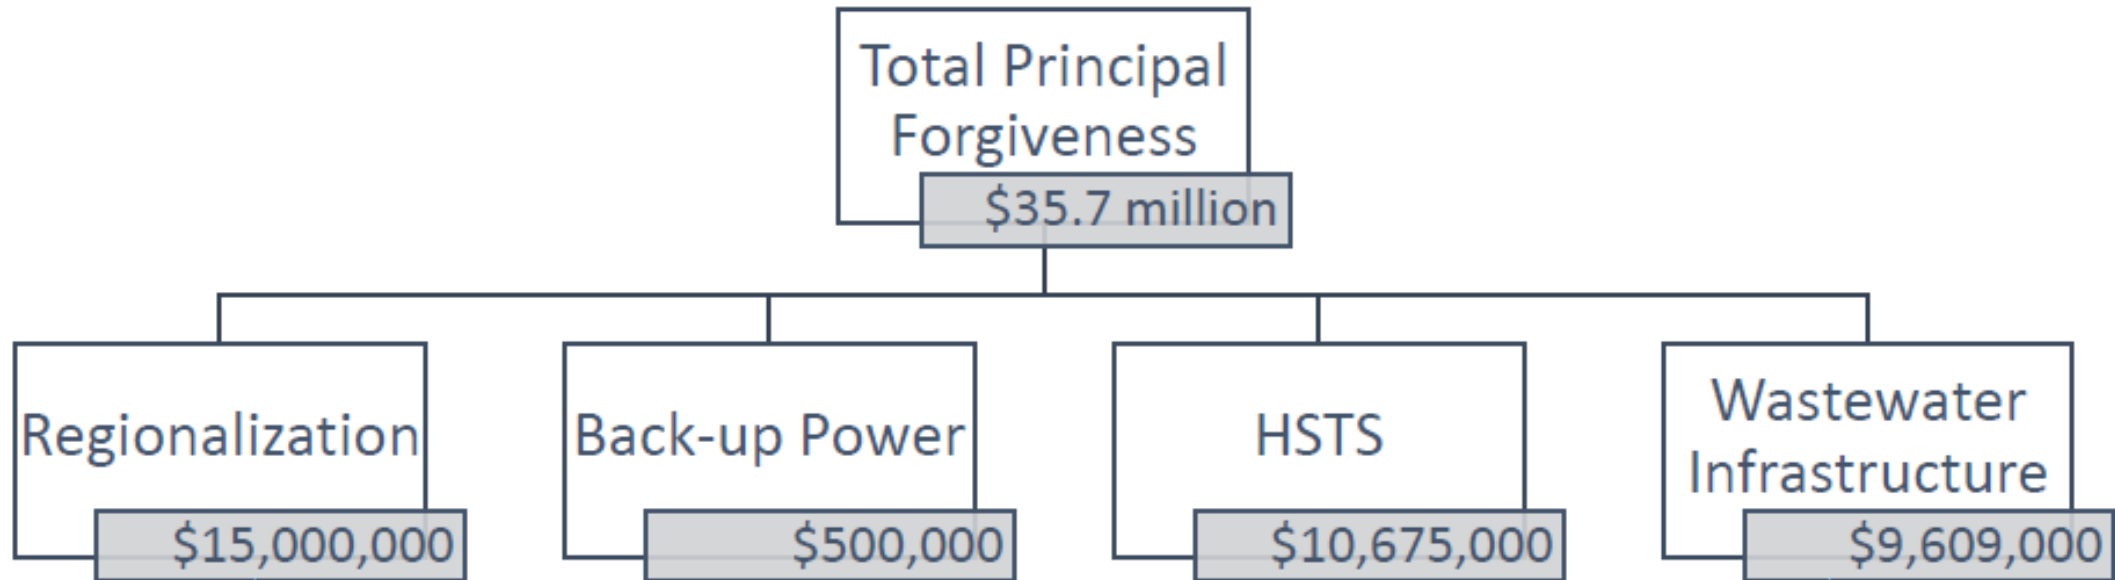 Total Principal
Forgiveness
$35.7 million
Regionalization
$15,000,000
Back-up Power
$500,000
HSTS
$10,675,000
Wastewater
Infrastructure
$9,609,000